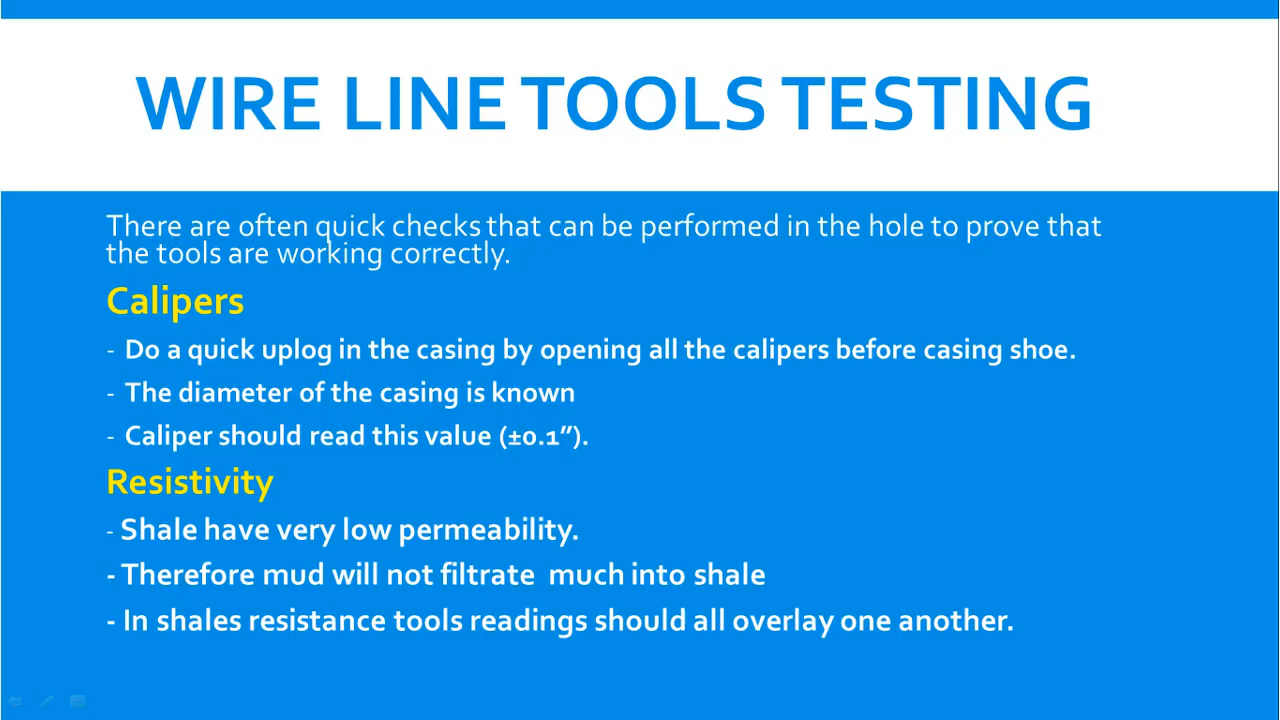 WIRE LINE TOOLS TESTING
There are often quick checks that can be performed in the hole to prove that
the tools are working correctly.
Calipers
- Do a quick uplog in the casing by opening all the calipers before casing shoe.
- The diameter of the casing is known
- Caliper should read this value (±0.1”).
Resistivity
- Shale have very low permeability.
- Therefore mud will not filtrate much into shale
- In shales resistance tools readings should all overlay one another.